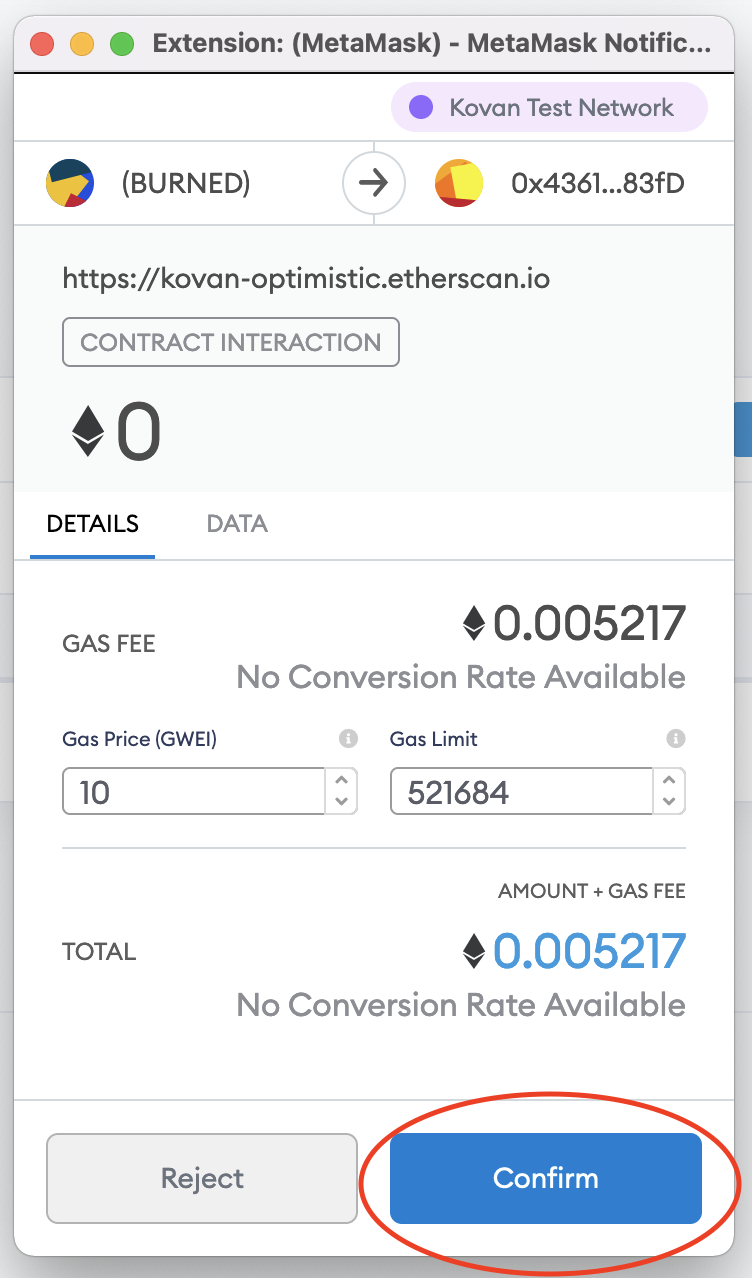 Extension: (MetaMask) - MetaMask Notific...
Kovan Test Network
(BURNED) 0x4361...83fD
https://kovan-optimistic.etherscan.io
CONTRACT INTERACTION
0
DETAILS DATA
GAS FEE 0.005217
No Conversion Rate Available
Gas Price (GWEI) Gas Limit
10 521684
AMOUNT + GAS FEE
TOTAL 0.005217
No Conversion Rate Available
Reject Confirm